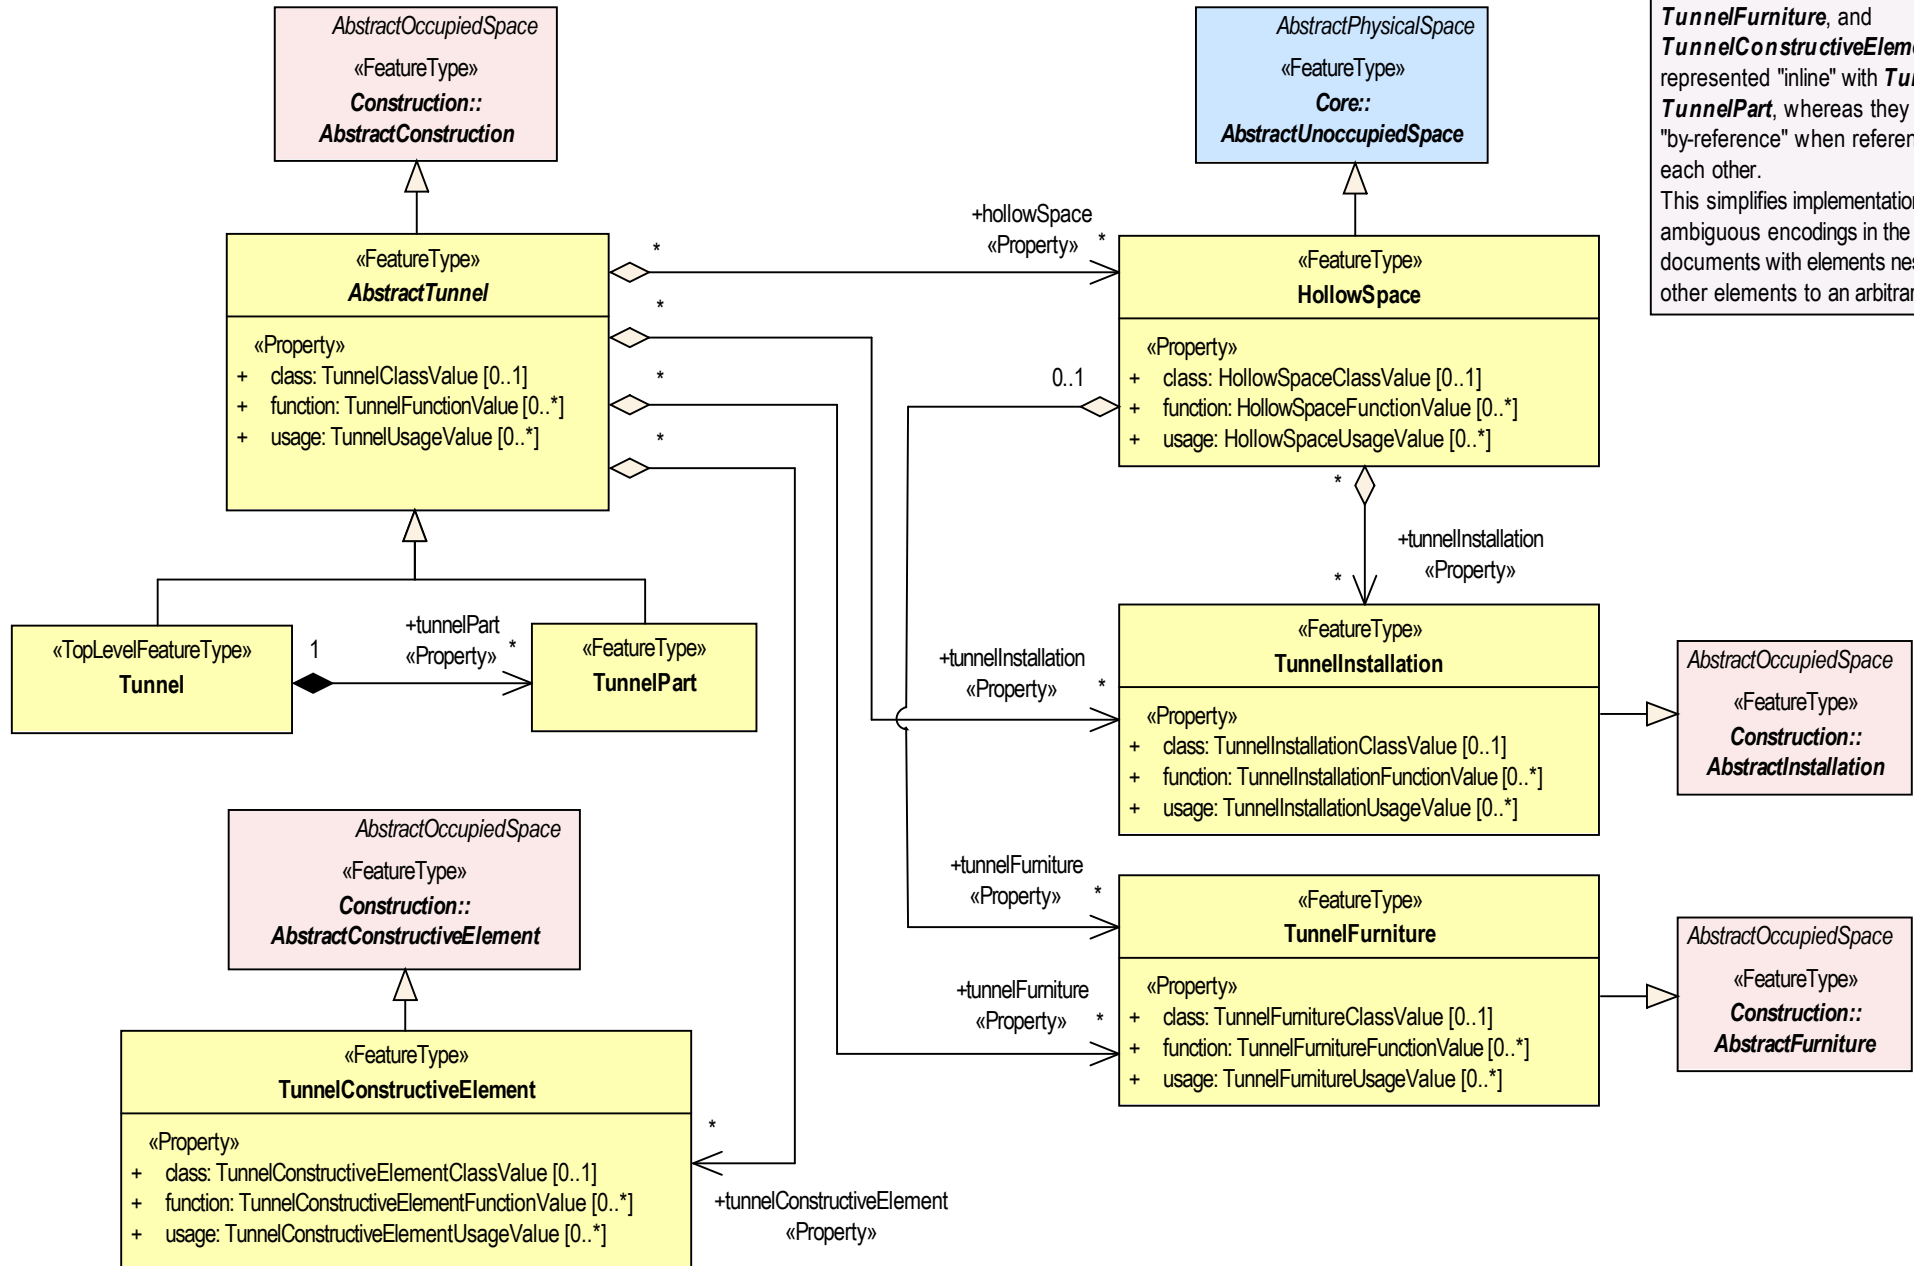 AbstractOccupiedSpace
«FeatureType»
Construction::
AbstractConstruction
AbstractPhysicalSpace
«FeatureType»
Core::
AbstractUnoccupiedSpace
TunnelFurniture, and
represented "inline" with
TunnelPart, whereas they
"by-reference" when
each other.
This simplifies
ambiguous encodings in the
documents with elements
other elements to an
«FeatureType»
AbstractTunnel
«Property»
+ class: TunnelClassValue [0..1]
+ function: TunnelFunctionValue [0..*]
+ usage: TunnelUsageValue [0..*]
*
*
*
*
+hollowSpace
«Property» *
«FeatureType»
HollowSpace
«Property»
+ class: HollowSpaceClassValue [0..1]
+ function: HollowSpaceFunctionValue [0..*]
+ usage: HollowSpaceUsageValue [0..*]
0..1
*
+tunnelInstallation
«Property»
*
«TopLevelFeatureType»
Tunnel
1
+tunnelPart
«Property» *
«FeatureType»
TunnelPart
+tunnelInstallation
«Property» *
«FeatureType»
TunnelInstallation
«Property»
+ class: TunnelInstallationClassValue [0..1]
+ function: TunnelInstallationFunctionValue [0..*]
+ usage: TunnelInstallationUsageValue [0..*]
AbstractOccupiedSpace
«FeatureType»
Construction::
AbstractInstallation
AbstractOccupiedSpace
«FeatureType»
Construction::
AbstractConstructiveElement
+tunnelFurniture
«Property» *
+tunnelFurniture
«Property» *
«FeatureType»
TunnelFurniture
«Property»
+ class: TunnelFurnitureClassValue [0..1]
+ function: TunnelFurnitureFunctionValue [0..*]
+ usage: TunnelFurnitureUsageValue [0..*]
AbstractOccupiedSpace
«FeatureType»
Construction::
AbstractFurniture
«FeatureType»
TunnelConstructiveElement
«Property»
+ class: TunnelConstructiveElementClassValue [0..1]
+ function: TunnelConstructiveElementFunctionValue [0..*]
+ usage: TunnelConstructiveElementUsageValue [0..*]
*
+tunnelConstructiveElement
«Property»